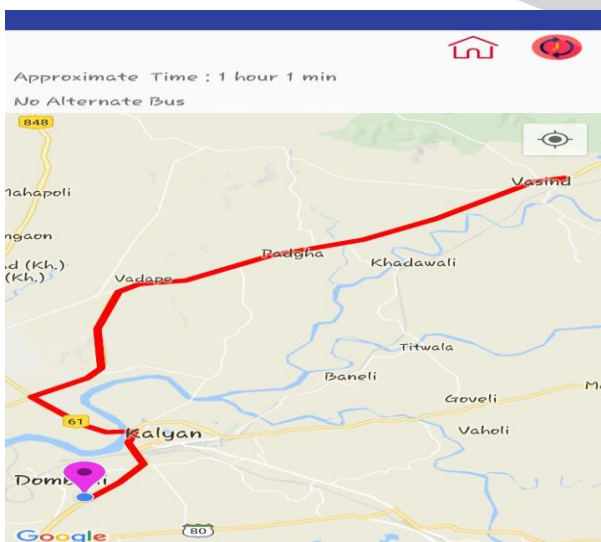 Approximate Time : 1 hour 1 min
No Alternate Bus
848
Vasind
Mahapoli
Padgha
Khadawali
Vadape
(Kh.)
(Kh.)
Titwala
Baneli
Goveli
61
Kalyan
Vaholi
80
Google